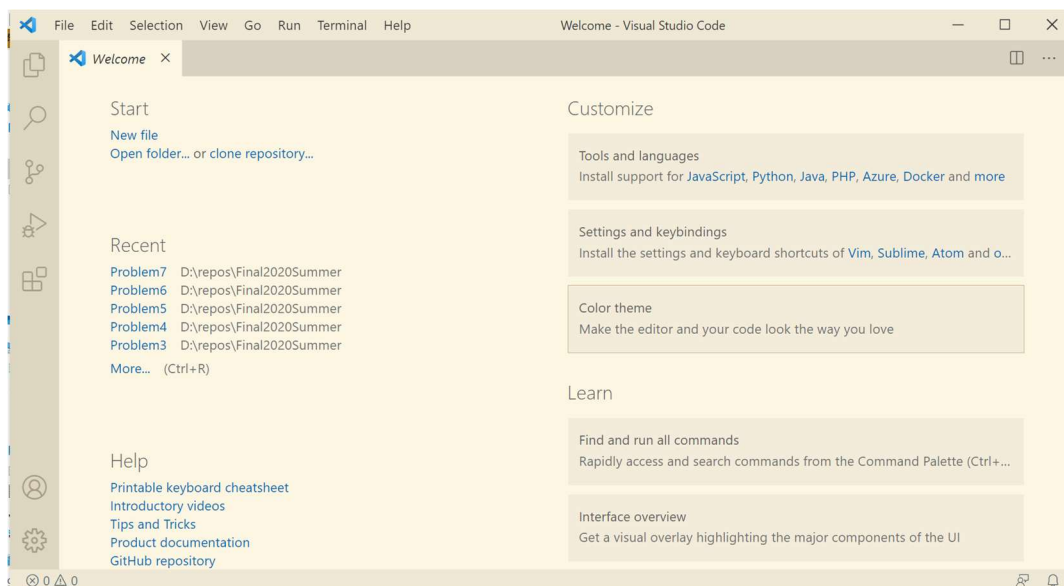 File Edit Selection View Go Run Terminal Help Welcome - Visual Studio Code
Welcome
Start
New file
Open folder... or clone repository...
Recent
Problem7 D:\repos\Final2020Summer
Problem6 D:\repos\Final2020Summer
Problem5 D:\repos\Final2020Summer
Problem4 D:\repos\Final2020Summer
Problem3 D:\repos\Final2020Summer
More... (Ctrl+R)
Help
Printable keyboard cheatsheet
Introductory videos
Tips and Tricks
Product documentation
GitHub repository
Customize
Tools and languages
Install support for JavaScript, Python, Java, PHP, Azure, Docker and more
Settings and keybindings
Install the settings and keyboard shortcuts of Vim, Sublime, Atom and o...
Color theme
Make the editor and your code look the way you love
Learn
Find and run all commands
Rapidly access and search commands from the Command Palette (Ctrl+...
Interface overview
Get a visual overlay highlighting the major components of the UI
0 0